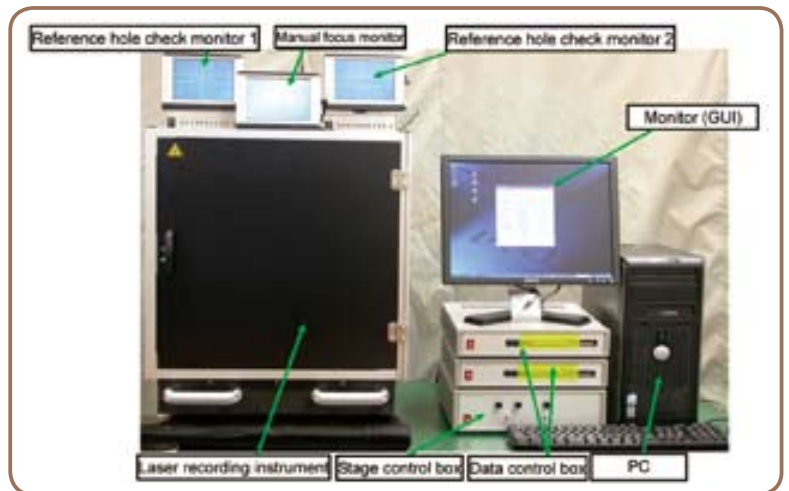 Reference hole check monitor 1
Manual focus monitor
Reference hole check monitor 2
Monitor (GUI)
Laser recording instrument
Stage control box
Data control box
PC